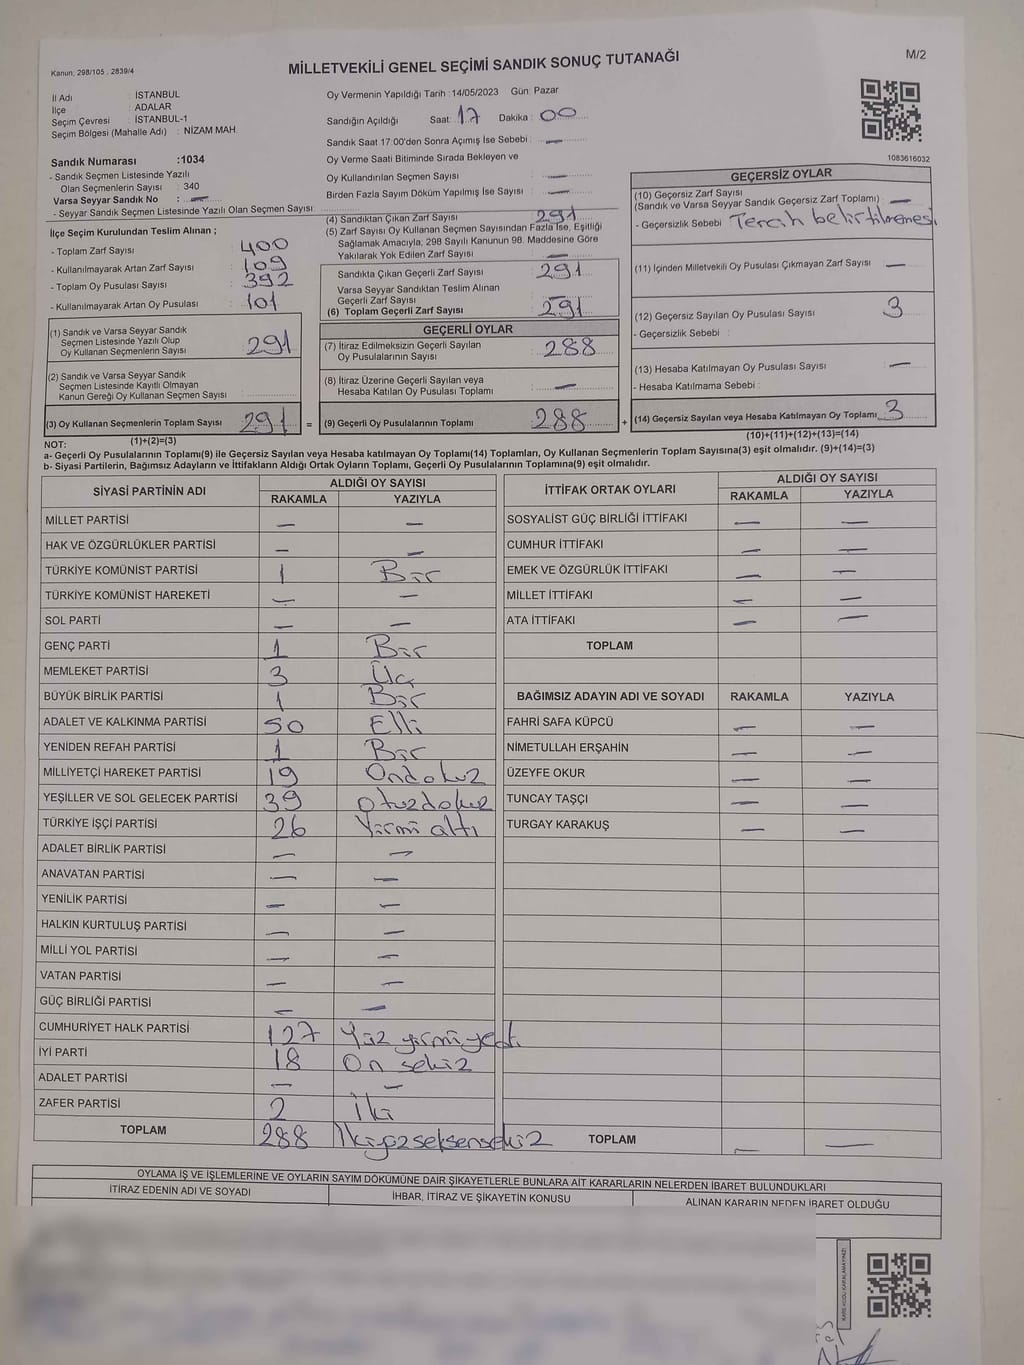 Kanun, 298/105 , 2839/4
MİLLETVEKİLİ GENEL SEÇİMİ SANDIK SONUÇ TUTANAĞI
M/2
İl Adı : İSTANBUL
İlçe : ADALAR
Seçim Çevresi : İSTANBUL-1
Seçim Bölgesi (Mahalle Adı) : NİZAM MAH.
Oy Vermenin Yapıldığı Tarih :14/05/2023 Gün: Pazar
Sandığın Açıldığı Saat: 17 Dakika: 00
Sandık Saat 17:00'den Sonra Açımış İse Sebebi : —
Sandık Numarası :1034
- Sandık Seçmen Listesinde Yazılı
Olan Seçmenlerin Sayısı : 340
Varsa Seyyar Sandık No : —
- Seyyar Sandık Seçmen Listesinde Yazılı Olan Seçmen Sayısı :
Oy Verme Saati Bitiminde Sırada Bekleyen ve
Oy Kullandırılan Seçmen Sayısı : —
Birden Fazla Sayım Döküm Yapılmış İse Sayısı : —
1083616032
İlçe Seçim Kurulundan Teslim Alınan ;
- Toplam Zarf Sayısı : 400
- Kullanılmayarak Artan Zarf Sayısı : 109
- Toplam Oy Pusulası Sayısı : 392
- Kullanılmayarak Artan Oy Pusulası : 101
(1) Sandık ve Varsa Seyyar Sandık
Seçmen Listesinde Yazılı Olup
Oy Kullanan Seçmenlerin Sayısı 291
(2) Sandık ve Varsa Seyyar Sandık
Seçmen Listesinde Kayıtlı Olmayan
Kanun Gereği Oy Kullanan Seçmen Sayısı
(3) Oy Kullanan Seçmenlerin Toplam Sayısı 291 =
(4) Sandıktan Çıkan Zarf Sayısı 291
(5) Zarf Sayısı Oy Kullanan Seçmen Sayısından Fazla İse, Eşitliği
Sağlamak Amacıyla, 298 Sayılı Kanunun 98. Maddesine Göre
Yakılarak Yok Edilen Zarf Sayısı —
Sandıkta Çıkan Geçerli Zarf Sayısı 291
Varsa Seyyar Sandıktan Teslim Alınan
Geçerli Zarf Sayısı —
(6) Toplam Geçerli Zarf Sayısı 291
GEÇERLİ OYLAR
(7) İtiraz Edilmeksizin Geçerli Sayılan
Oy Pusulalarının Sayısı 288
(8) İtiraz Üzerine Geçerli Sayılan veya
Hesaba Katılan Oy Pusulası Toplamı —
(9) Geçerli Oy Pusulalarının Toplamı 288 +
GEÇERSİZ OYLAR
(10) Geçersiz Zarf Sayısı
(Sandık ve Varsa Seyyar Sandık Geçersiz Zarf Toplamı) —
- Geçersizlik Sebebi Tercih belirtilmemesi
(11) İçinden Milletvekili Oy Pusulası Çıkmayan Zarf Sayısı —
(12) Geçersiz Sayılan Oy Pusulası Sayısı 3
- Geçersizlik Sebebi :
(13) Hesaba Katılmayan Oy Pusulası Sayısı —
- Hesaba Katılmama Sebebi :
(14) Geçersiz Sayılan veya Hesaba Katılmayan Oy Toplamı 3
NOT: (1)+(2)=(3) (10)+(11)+(12)+(13)=(14)
a- Geçerli Oy Pusulalarının Toplamı(9) ile Geçersiz Sayılan veya Hesaba katılmayan Oy Toplamı(14) Toplamları, Oy Kullanan Seçmenlerin Toplam Sayısına(3) eşit olmalıdır. (9)+(14)=(3)
b- Siyasi Partilerin, Bağımsız Adayların ve İttifakların Aldığı Ortak Oyların Toplamı, Geçerli Oy Pusulalarının Toplamına(9) eşit olmalıdır.
SİYASİ PARTİNİN ADI ALDIĞI OY SAYISI
RAKAMLA YAZIYLA
MİLLET PARTİSİ — —
HAK VE ÖZGÜRLÜKLER PARTİSİ — —
TÜRKİYE KOMÜNİST PARTİSİ 1 Bir
TÜRKİYE KOMÜNİST HAREKETİ — —
SOL PARTİ — —
GENÇ PARTİ 1 Bir
MEMLEKET PARTİSİ 3 Üç
BÜYÜK BİRLİK PARTİSİ 1 Bir
ADALET VE KALKINMA PARTİSİ 50 Elli
YENİDEN REFAH PARTİSİ 1 Bir
MİLLİYETÇİ HAREKET PARTİSİ 19 Ondokuz
YEŞİLLER VE SOL GELECEK PARTİSİ 39 otuzdokuz
TÜRKİYE İŞÇİ PARTİSİ 26 Yirmi altı
ADALET BİRLİK PARTİSİ — —
ANAVATAN PARTİSİ — —
YENİLİK PARTİSİ — —
HALKIN KURTULUŞ PARTİSİ — —
MİLLİ YOL PARTİSİ — —
VATAN PARTİSİ — —
GÜÇ BİRLİĞİ PARTİSİ — —
CUMHURİYET HALK PARTİSİ 127 Yüz yirmiyedi
İYİ PARTİ 18 On sekiz
ADALET PARTİSİ — —
ZAFER PARTİSİ 2 İki
TOPLAM 288 İkiyüzseksensekiz
İTTİFAK ORTAK OYLARI ALDIĞI OY SAYISI
RAKAMLA YAZIYLA
SOSYALİST GÜÇ BİRLİĞİ İTTİFAKI — —
CUMHUR İTTİFAKI — —
EMEK VE ÖZGÜRLÜK İTTİFAKI — —
MİLLET İTTİFAKI — —
ATA İTTİFAKI — —
TOPLAM
BAĞIMSIZ ADAYIN ADI VE SOYADI RAKAMLA YAZIYLA
FAHRİ SAFA KÜPCÜ — —
NİMETULLAH ERŞAHİN — —
ÜZEYFE OKUR — —
TUNCAY TAŞÇI — —
TURGAY KARAKUŞ — —
TOPLAM — —
OYLAMA İŞ VE İŞLEMLERİNE VE OYLARIN SAYIM DÖKÜMÜNE DAİR ŞİKAYETLERLE BUNLARA AİT KARARLARIN NELERDEN İBARET BULUNDUKLARI
İTİRAZ EDENİN ADI VE SOYADI İHBAR, İTİRAZ VE ŞİKAYETİN KONUSU ALINAN KARARIN NEDEN İBARET OLDUĞU
KARE KODU KARALAMAYINIZ!